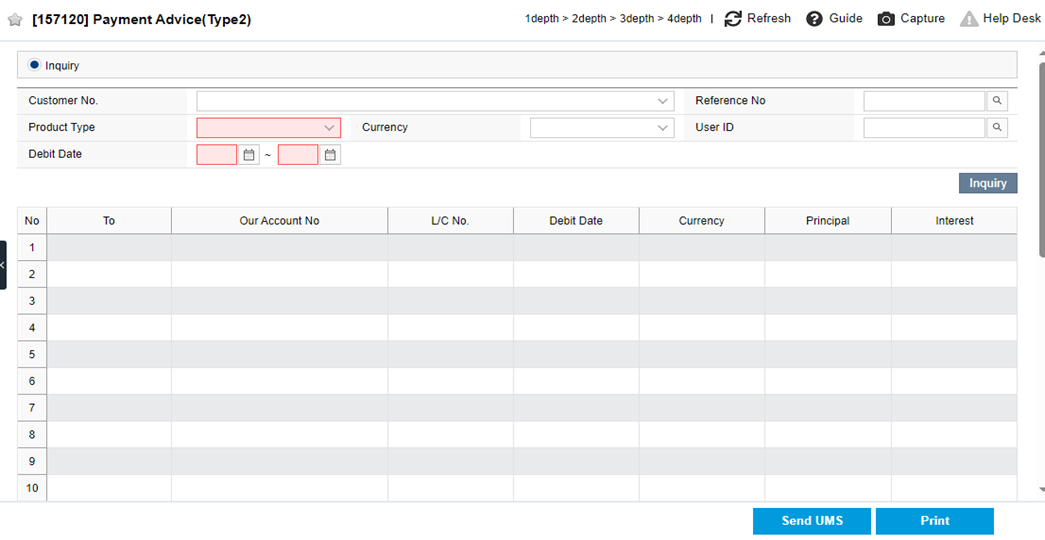 [157120] Payment Advice(Type2)
1depth > 2depth > 3depth > 4depth | Refresh Guide Capture Help Desk
Inquiry
Customer No. Reference No
Product Type Currency User ID
Debit Date ~
Inquiry
No To Our Account No L/C No. Debit Date Currency Principal Interest
1
2
3
4
5
6
7
8
9
10
Send UMS Print